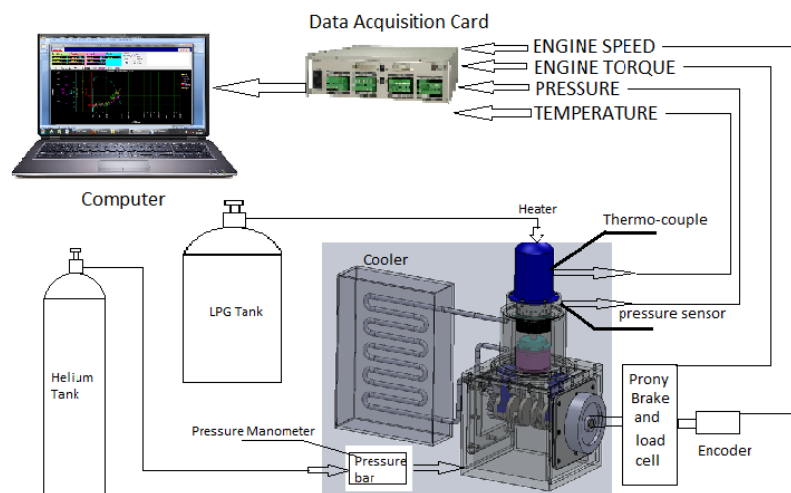 Data Acquisition Card
ENGINE SPEED
ENGINE TORQUE
PRESSURE
TEMPERATURE
Computer
Heater
Thermo-couple
Cooler
LPG Tank
pressure sensor
Helium
Tank
Prony
Brake
and
load
cell
Encoder
Pressure Manometer
Pressure
bar